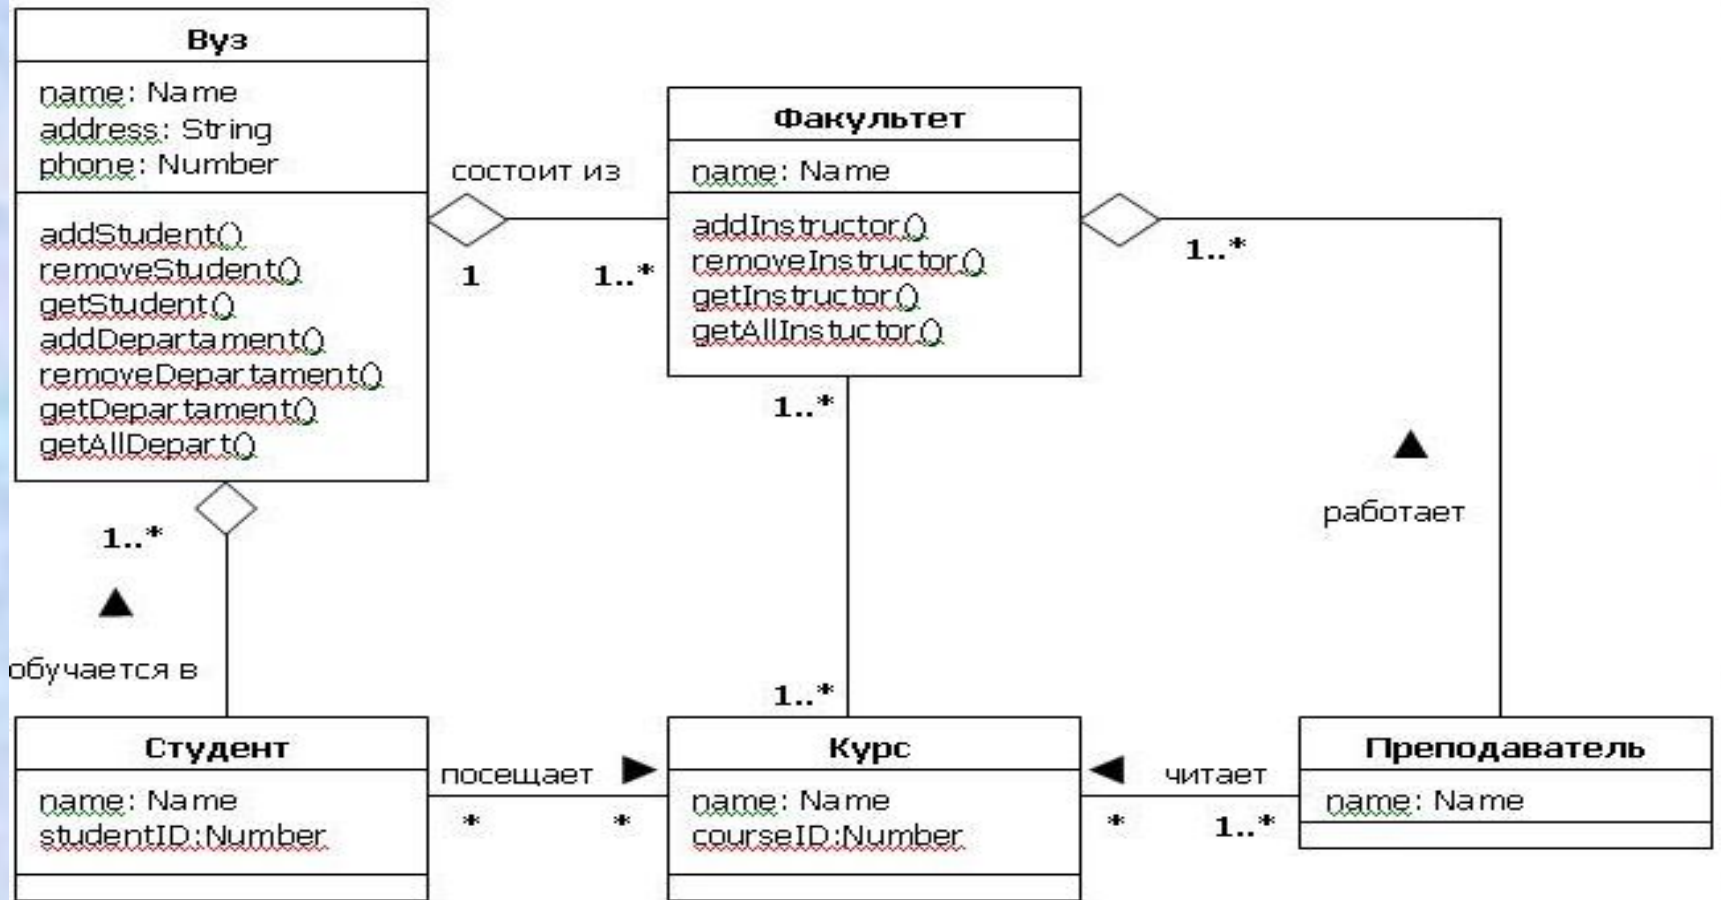 Вуз
name: Name
address: String
phone: Number
addStudent()
removeStudent()
getStudent()
addDepartament()
removeDepartament()
getDepartament()
getAllDepart()
состоит из
1
1..*
Факультет
name: Name
addInstructor()
removeInstructor()
getInstructor()
getAllInstuctor()
1..*
1..*
работает
1..*
обучается в
1..*
Студент
name: Name
studentID:Number
посещает
*
*
Курс
name: Name
courseID:Number
читает
*
1..*
Преподаватель
name: Name